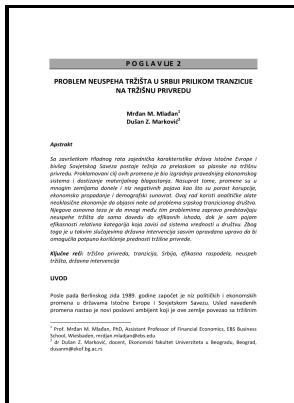 POGLAVLJE 2
PROBLEM NEUSPEHA TRŽIŠTA U SRBIJI PRILIKOM TRANZICIJE
NA TRŽIŠNU PRIVREDU
Mrđan M. Mlađan¹
Dušan Z. Marković²
Apstrakt
Sa završetkom Hladnog rata zajednička karakteristika država Istočne Evrope i
bivšeg Sovjetskog Saveza postaje težnja za prelaskom sa planske na tržišnu
privredu. Proklamovani cilj ovih promena je bio izgradnja pravednijeg ekonomskog
sistema i dostizanje materijalnog blagostanja. Nasuprot tome, promene su u
mnogim zemljama donele i niz negativnih pojava kao što su porast korupcije,
ekonomsko propadanje i demografski sunovrat. Ovaj rad koristi analitičke alate
neoklasične ekonomije da objasni neke od problema srpskog tranzicionog društva.
Njegova osnovna teza je da mnogi među tim problemima zapravo predstavljaju
neuspehe tržišta da samo dovedu do efikasnih ishoda, dok je sam pojam
efikasnosti relativna kategorija koja zavisi od sistema vrednosti u društvu. Zbog
toga je u takvim slučajevima državna intervencija sasvim opravdana upravo da bi
omogućila potpuno korišćenje prednosti tržišne privrede.
Ključne reči: tržišna privreda, tranzicija, Srbija, efikasna raspodela, neuspeh
tržišta, državna intervencija
UVOD
Posle pada Berlinskog zida 1989. godine započet je niz političkih i ekonomskih
promena u državama Istočne Evrope i Sovjetskog Saveza. Usled navedenih
promena nastao je novi poslovni ambijent koji je ove zemlje povezao sa tržišnim
¹ Prof. Mrđan M. Mlađan, PhD, Assistant Professor of Financial Economics, EBS Business
School, Wiesbaden, mrdjan.mladjan@ebs.edu
² dr Dušan Z. Marković, docent, Ekonomski fakultet Univerziteta u Beogradu, Beograd,
dusanm@ekof.bg.ac.rs